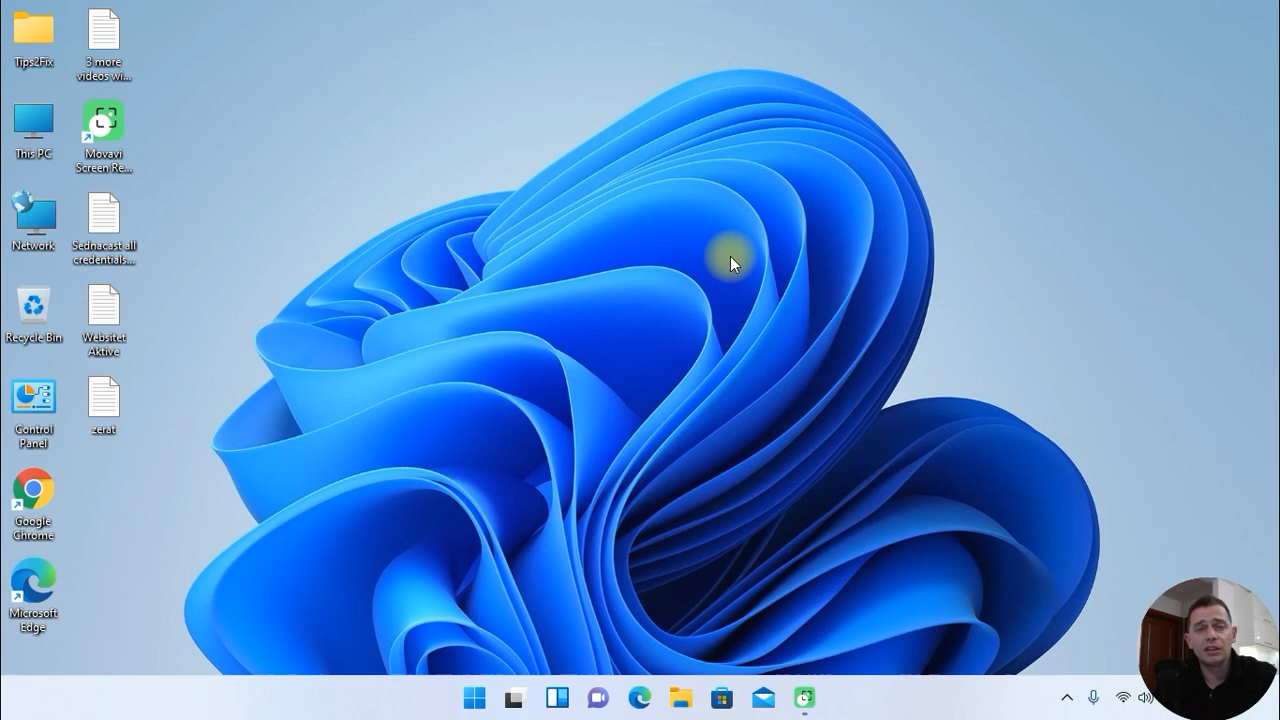 Tips2Fix
3 more
videos wi...
This PC
Movavi
Screen Re...
Network
Sednacast all
credentials...
Recycle Bin
Websitet
Aktive
Control
Panel
zerat
Google
Chrome
Microsoft
Edge